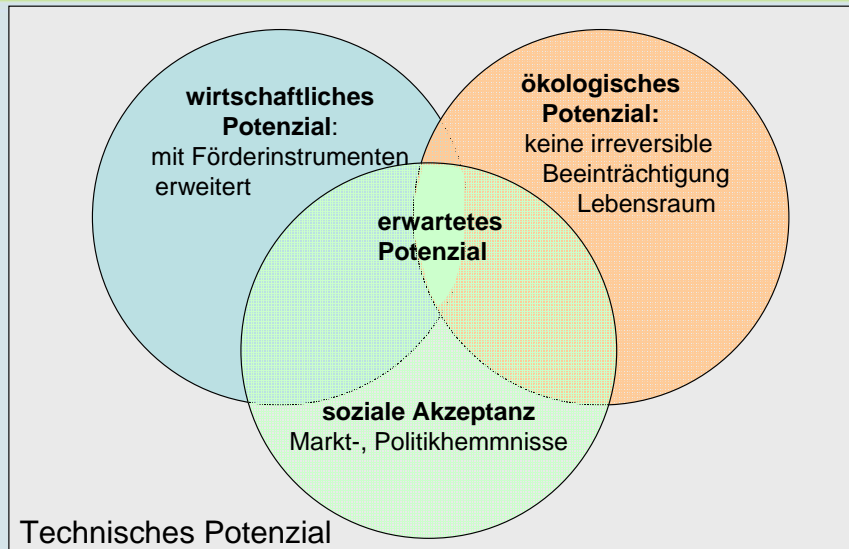 wirtschaftliches
Potenzial:
mit Förderinstrumenten
erweitert
ökologisches
Potenzial:
keine irreversible
Beeinträchtigung
Lebensraum
erwartetes
Potenzial
soziale Akzeptanz
Markt-, Politikhemmnisse
Technisches Potenzial